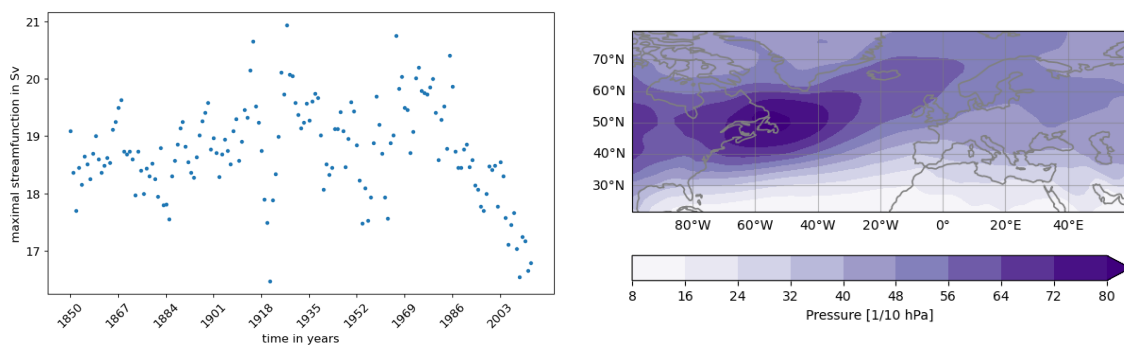 21
20
19
18
17
maximal streamfunction in Sv
1850
1867
1884
1901
1918
1935
1952
1969
1986
2003
time in years
70°N
60°N
50°N
40°N
30°N
80°W 60°W 40°W 20°W 0° 20°E 40°E
8 16 24 32 40 48 56 64 72 80
Pressure [1/10 hPa]